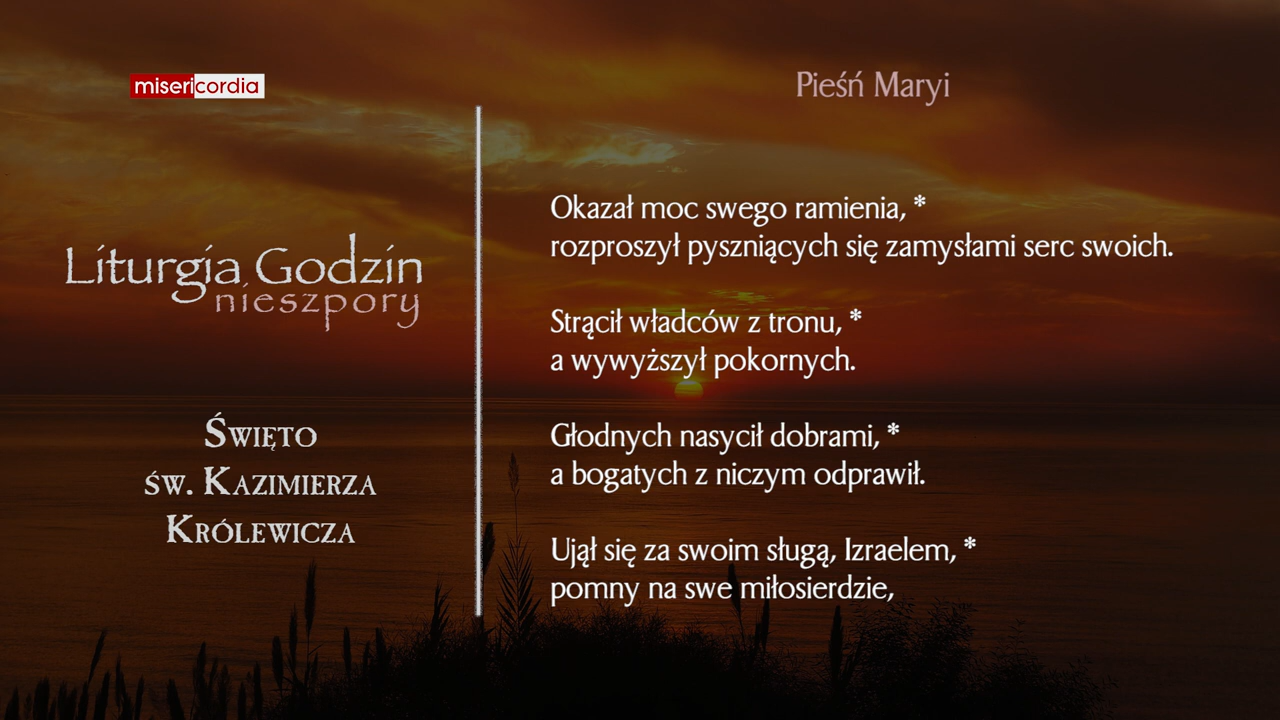 misericordia
Liturgia Godzin
nieszpory
Święto
św. Kazimierza
Królewicza
Pieśń Maryi
Okazał moc swego ramienia, *
rozproszył pyszniących się zamysłami serc swoich.
Strącił władców z tronu, *
a wywyższył pokornych.
Głodnych nasycił dobrami, *
a bogatych z niczym odprawił.
Ujął się za swoim sługą, Izraelem, *
pomny na swe miłosierdzie,